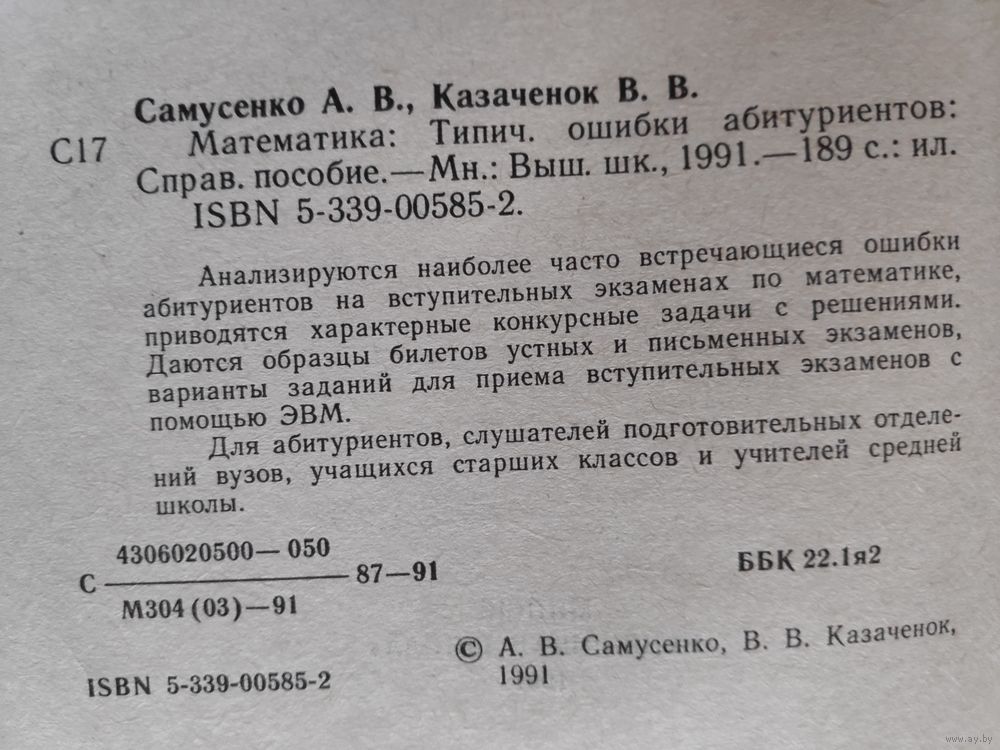 Самусенко А. В., Казаченок В. В.
С17 Математика: Типич. ошибки абитуриентов:
Справ. пособие.—Мн.: Выш. шк., 1991.—189 с.: ил.
ISBN 5-339-00585-2.
Анализируются наиболее часто встречающиеся ошибки
абитуриентов на вступительных экзаменах по математике,
приводятся характерные конкурсные задачи с решениями.
Даются образцы билетов устных и письменных экзаменов,
варианты заданий для приема вступительных экзаменов с
помощью ЭВМ.
Для абитуриентов, слушателей подготовительных отделе-
ний вузов, учащихся старших классов и учителей средней
школы.
4306020500—050
С 87—91
М304(03)—91
ББК 22.1я2
© А. В. Самусенко, В. В. Казаченок,
1991
ISBN 5-339-00585-2
www.ay.by